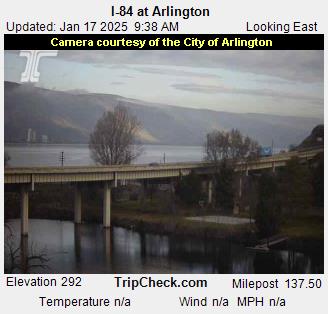 I-84 at Arlington
Updated: Jan 17 2025 9:38 AM Looking East
Camera courtesy of the City of Arlington
Elevation 292 TripCheck.com Milepost 137.50
Temperature n/a Wind n/a MPH n/a